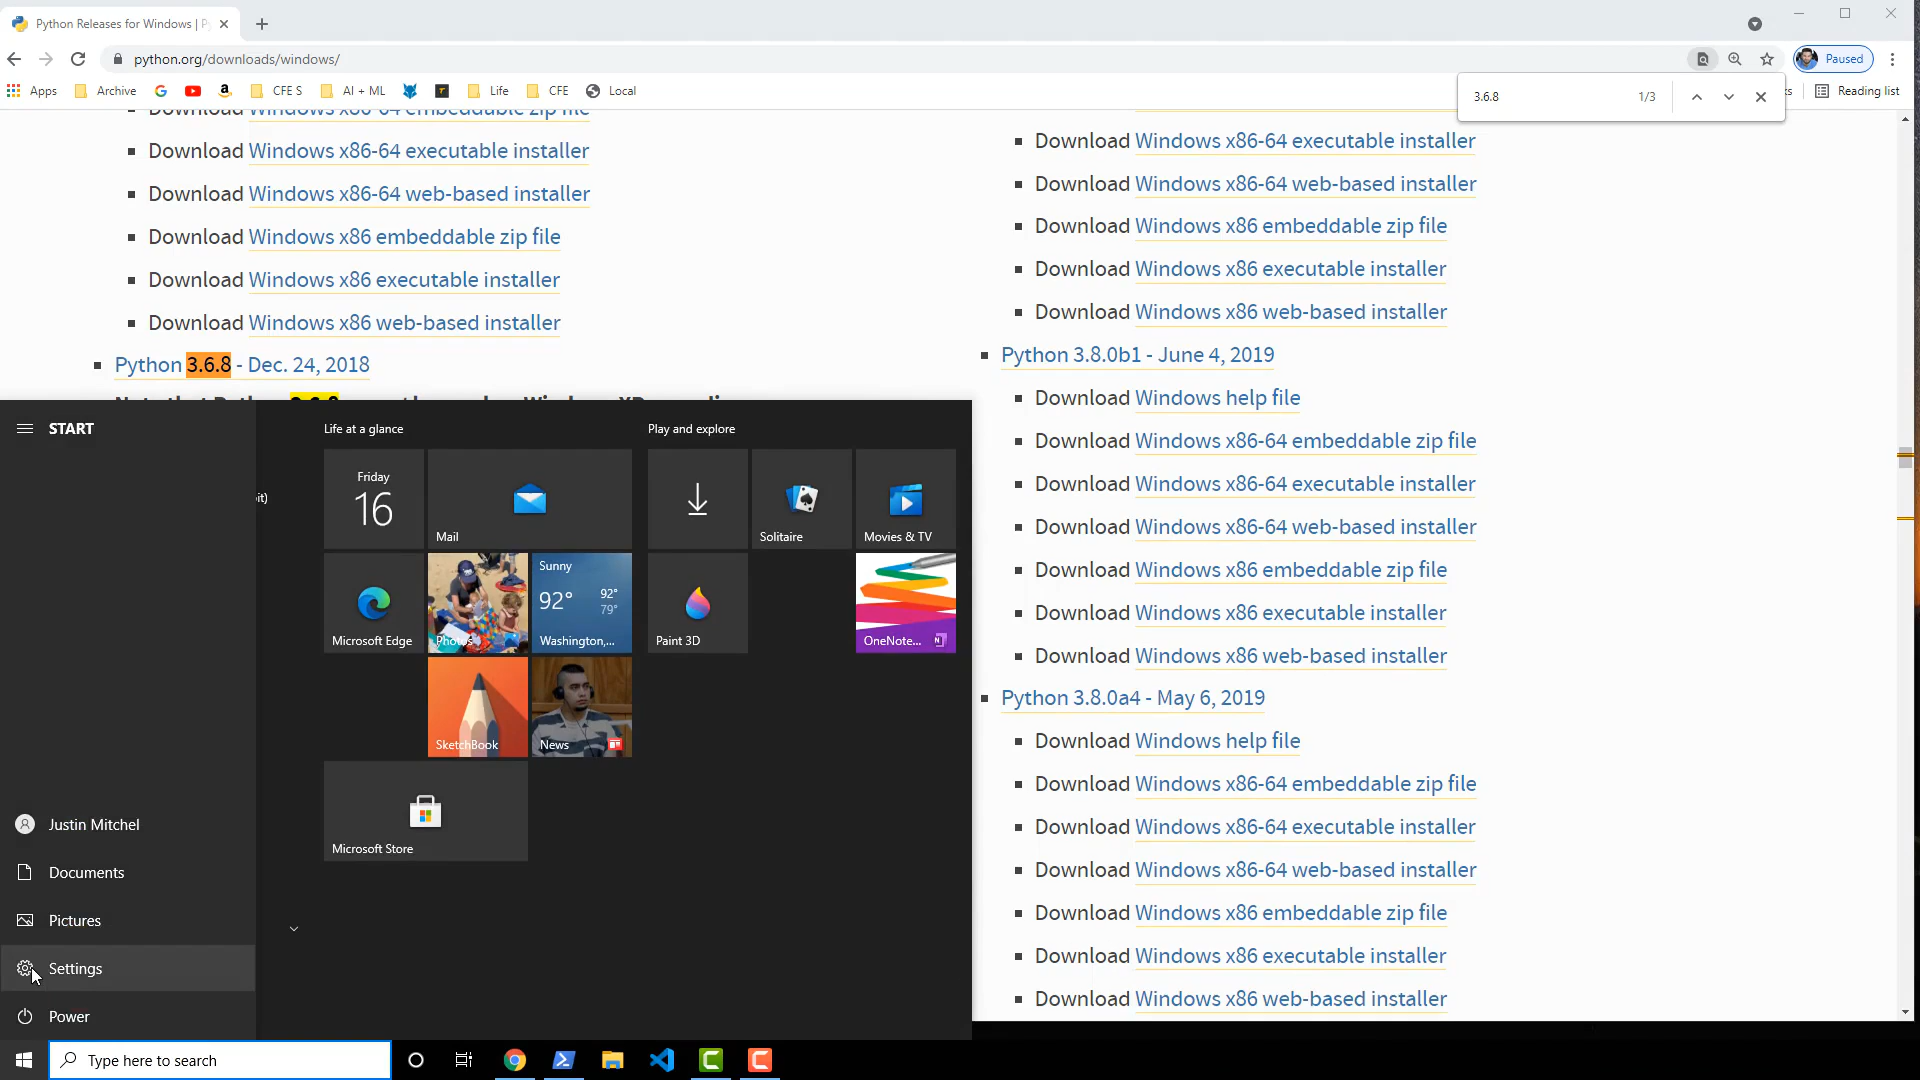 Python Releases for Windows | P
python.org/downloads/windows/
Paused
Apps
Archive
CFE S
AI + ML
Life
CFE
Local
Reading list
3.6.8
1/3
Download Windows x86-64 embeddable zip file
Download Windows x86-64 executable installer
Download Windows x86-64 web-based installer
Download Windows x86 embeddable zip file
Download Windows x86 executable installer
Download Windows x86 web-based installer
Python 3.6.8 - Dec. 24, 2018
Download Windows x86-64 executable installer
Download Windows x86-64 web-based installer
Download Windows x86 embeddable zip file
Download Windows x86 executable installer
Download Windows x86 web-based installer
Python 3.8.0b1 - June 4, 2019
Download Windows help file
Download Windows x86-64 embeddable zip file
Download Windows x86-64 executable installer
Download Windows x86-64 web-based installer
Download Windows x86 embeddable zip file
Download Windows x86 executable installer
Download Windows x86 web-based installer
Python 3.8.0a4 - May 6, 2019
Download Windows help file
Download Windows x86-64 embeddable zip file
Download Windows x86-64 executable installer
Download Windows x86-64 web-based installer
Download Windows x86 embeddable zip file
Download Windows x86 executable installer
Download Windows x86 web-based installer
START
it)
Justin Mitchel
Documents
Pictures
Settings
Power
Life at a glance
Friday
16
Mail
Microsoft Edge
Photos
Sunny
92°
92°
79°
Washington,...
SketchBook
News
Microsoft Store
Play and explore
Solitaire
Movies & TV
Paint 3D
OneNote...
Type here to search